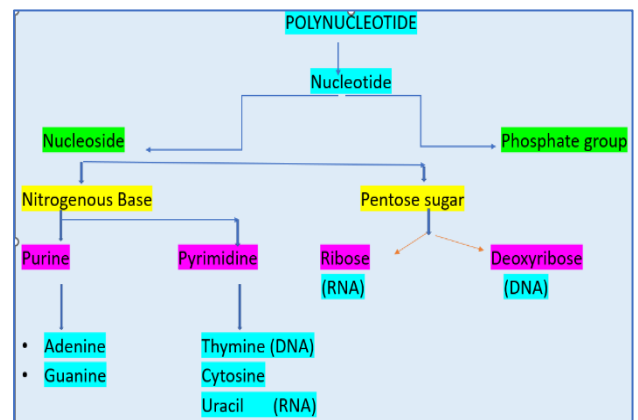 POLYNUCLEOTIDE
Nucleotide
Nucleoside Phosphate group
Nitrogenous Base Pentose sugar
Purine Pyrimidine Ribose Deoxyribose
(RNA) (DNA)
• Adenine Thymine (DNA)
• Guanine Cytosine
Uracil (RNA)